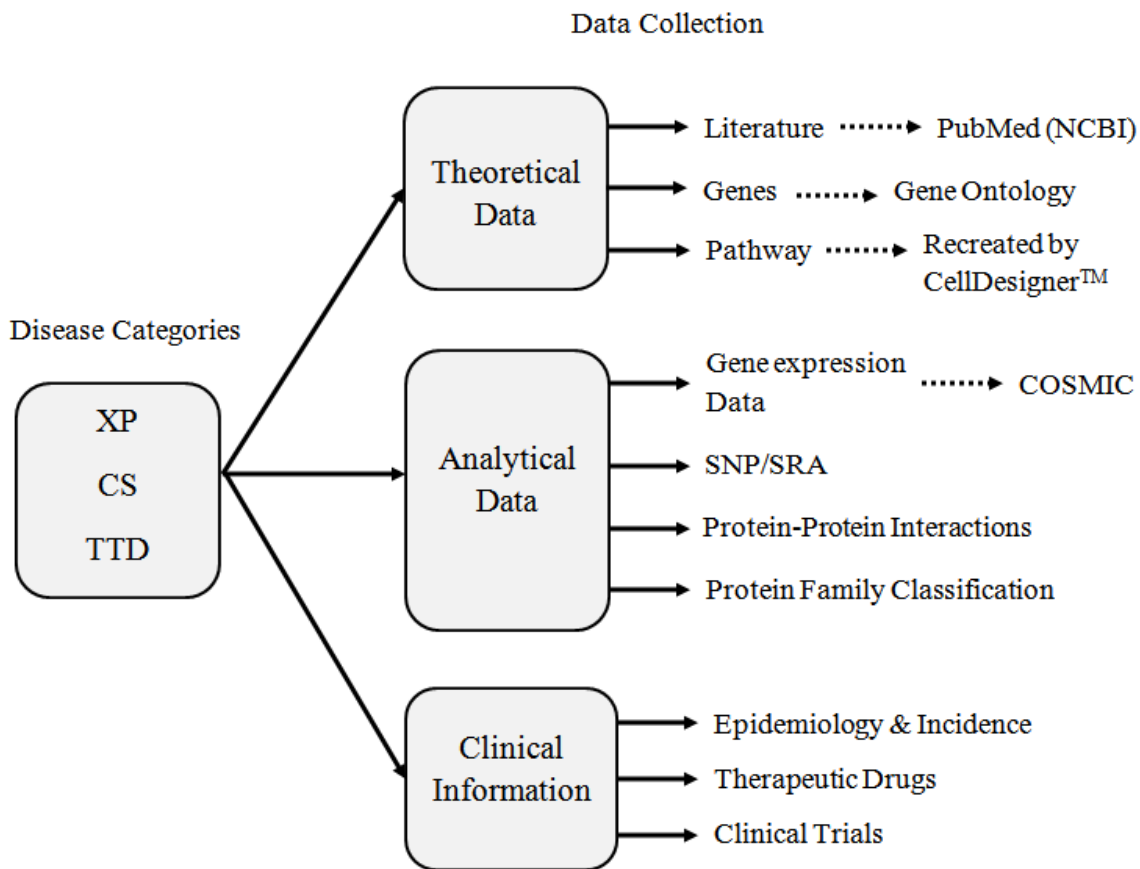 Data Collection
Disease Categories
XP
CS
TTD
Theoretical
Data
Literature
PubMed (NCBI)
Genes
Gene Ontology
Pathway
Recreated by
CellDesigner™
Analytical
Data
Gene expression
Data
COSMIC
SNP/SRA
Protein-Protein Interactions
Protein Family Classification
Clinical
Information
Epidemiology & Incidence
Therapeutic Drugs
Clinical Trials